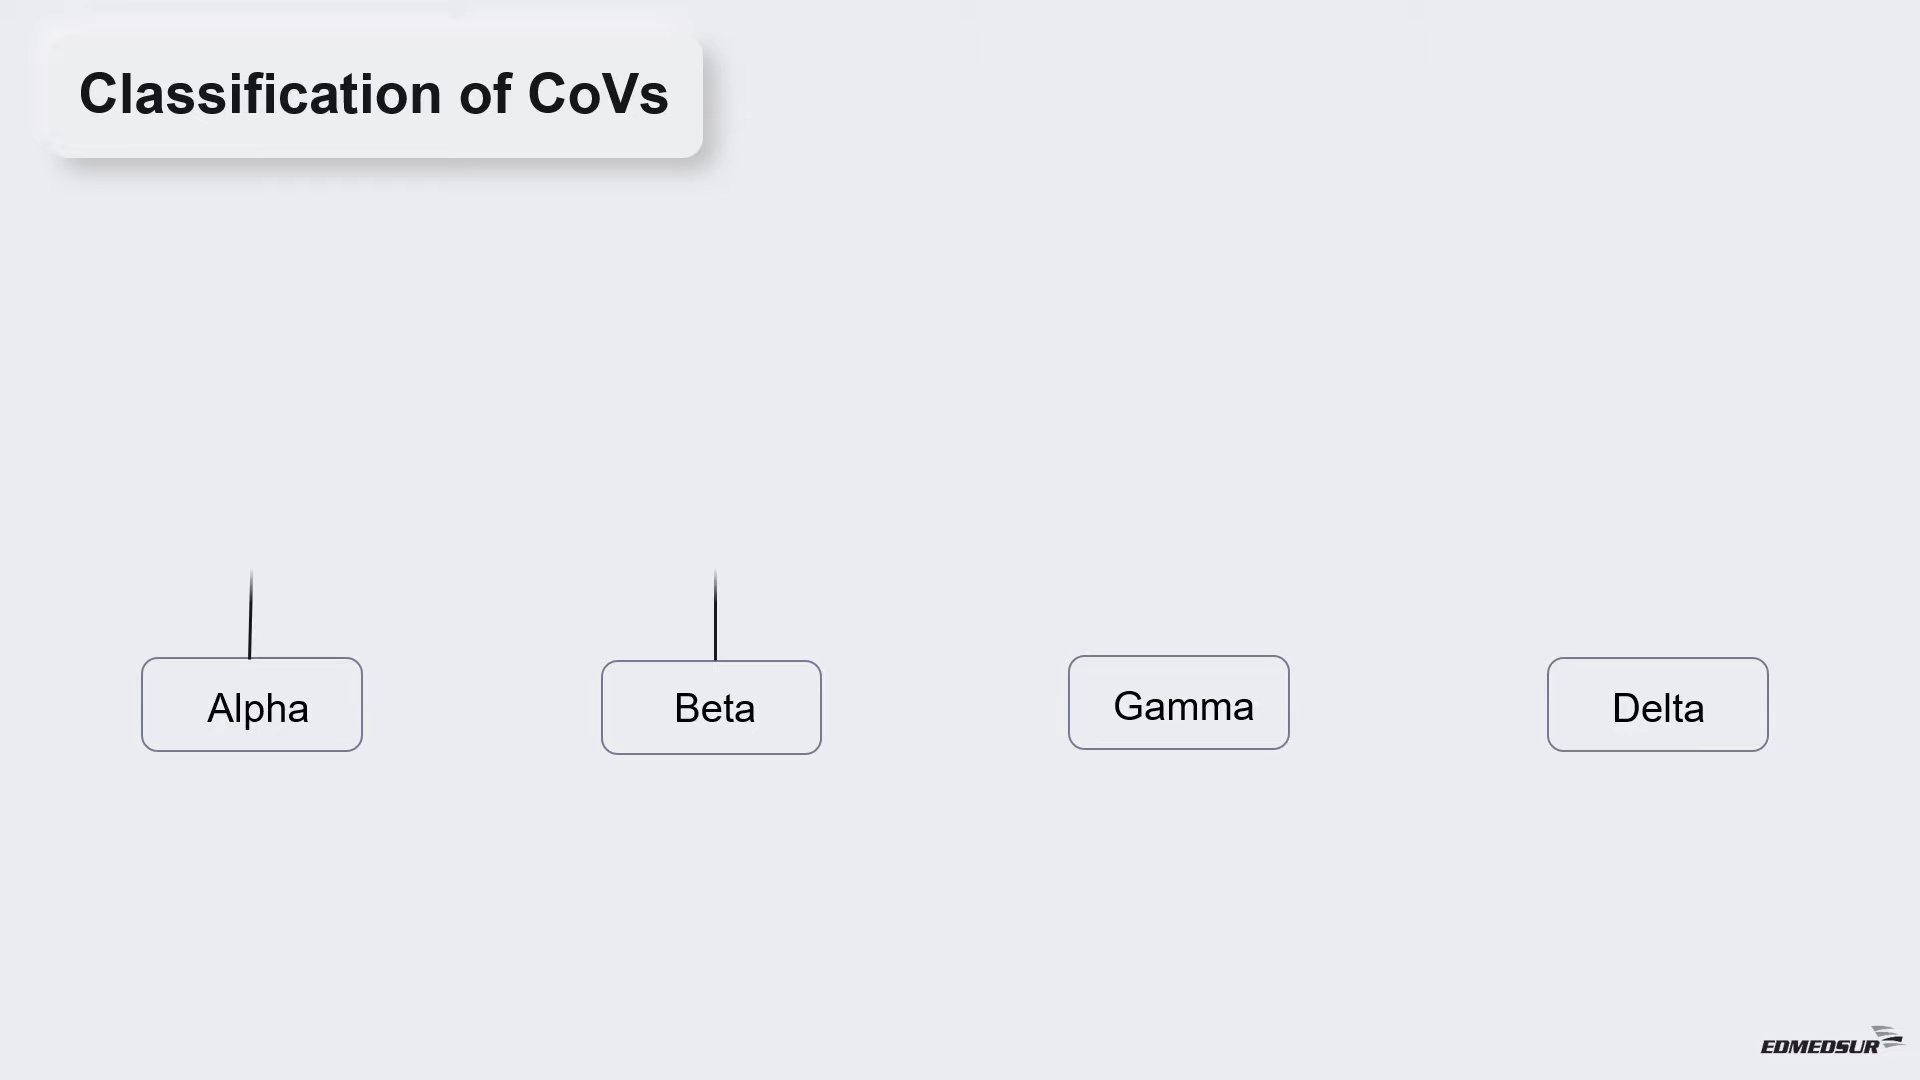 Classification of CoVs
Alpha
Beta
Gamma
Delta
EDMEDSUR